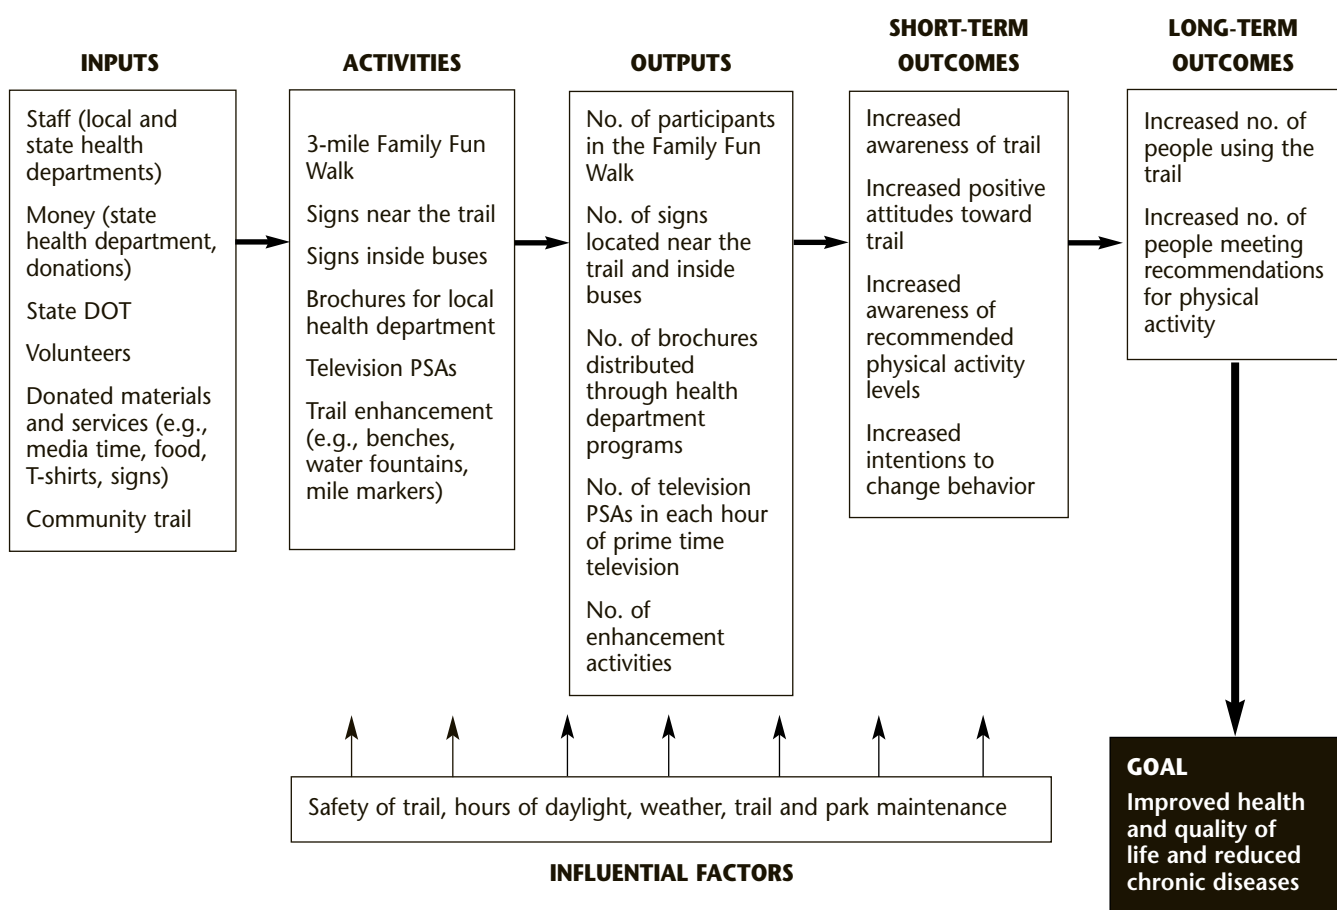 INPUTS
Staff (local and
state health
departments)
Money (state
health department,
donations)
State DOT
Volunteers
Donated materials
and services (e.g.,
media time, food,
T-shirts, signs)
Community trail
ACTIVITIES
3-mile Family Fun
Walk
Signs near the trail
Signs inside buses
Brochures for local
health department
Television PSAs
Trail enhancement
(e.g., benches,
water fountains,
mile markers)
OUTPUTS
No. of participants
in the Family Fun
Walk
No. of signs
located near the
trail and inside
buses
No. of brochures
distributed
through health
department
programs
No. of television
PSAs in each hour
of prime time
television
No. of
enhancement
activities
SHORT-TERM
OUTCOMES
Increased
awareness of trail
Increased positive
attitudes toward
trail
Increased
awareness of
recommended
physical activity
levels
Increased
intentions to
change behavior
LONG-TERM
OUTCOMES
Increased no. of
people using the
trail
Increased no. of
people meeting
recommendations
for physical
activity
Safety of trail, hours of daylight, weather, trail and park maintenance
INFLUENTIAL FACTORS
GOAL
Improved health
and quality of
life and reduced
chronic diseases